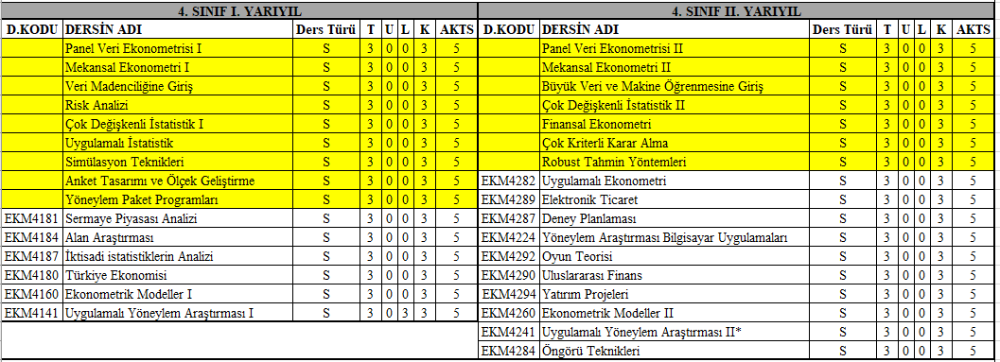 4. SINIF I. YARIYIL 4. SINIF II. YARIYIL
D.KODU DERSİN ADI Ders Türü T U L K AKTS D.KODU DERSİN ADI Ders Türü T U L K AKTS
Panel Veri Ekonometrisi I S 3 0 0 3 5 Panel Veri Ekonometrisi II S 3 0 0 3 5
Mekansal Ekonometri I S 3 0 0 3 5 Mekansal Ekonometri II S 3 0 0 3 5
Veri Madenciliğine Giriş S 3 0 0 3 5 Büyük Veri ve Makine Öğrenmesine Giriş S 3 0 0 3 5
Risk Analizi S 3 0 0 3 5 Çok Değişkenli İstatistik II S 3 0 0 3 5
Çok Değişkenli İstatistik I S 3 0 0 3 5 Finansal Ekonometri S 3 0 0 3 5
Uygulamalı İstatistik S 3 0 0 3 5 Çok Kriterli Karar Alma S 3 0 0 3 5
Simülasyon Teknikleri S 3 0 0 3 5 Robust Tahmin Yöntemleri S 3 0 0 3 5
Anket Tasarımı ve Ölçek Geliştirme S 3 0 0 3 5 EKM4282 Uygulamalı Ekonometri S 3 0 0 3 5
Yöneylem Paket Programları S 3 0 0 3 5 EKM4289 Elektronik Ticaret S 3 0 0 3 5
EKM4181 Sermaye Piyasası Analizi S 3 0 0 3 5 EKM4287 Deney Planlaması S 3 0 0 3 5
EKM4184 Alan Araştırması S 3 0 0 3 5 EKM4224 Yöneylem Araştırması Bilgisayar Uygulamaları S 3 0 0 3 5
EKM4187 İktisadi istatistiklerin Analizi S 3 0 0 3 5 EKM4292 Oyun Teorisi S 3 0 0 3 5
EKM4180 Türkiye Ekonomisi S 3 0 0 3 5 EKM4290 Uluslararası Finans S 3 0 0 3 5
EKM4160 Ekonometrik Modeller I S 3 0 0 3 5 EKM4294 Yatırım Projeleri S 3 0 0 3 5
EKM4141 Uygulamalı Yöneylem Araştırması I S 3 0 3 3 5 EKM4260 Ekonometrik Modeller II S 3 0 0 3 5
EKM4241 Uygulamalı Yöneylem Araştırması II* S 3 0 0 3 5
EKM4284 Öngörü Teknikleri S 3 0 0 3 5